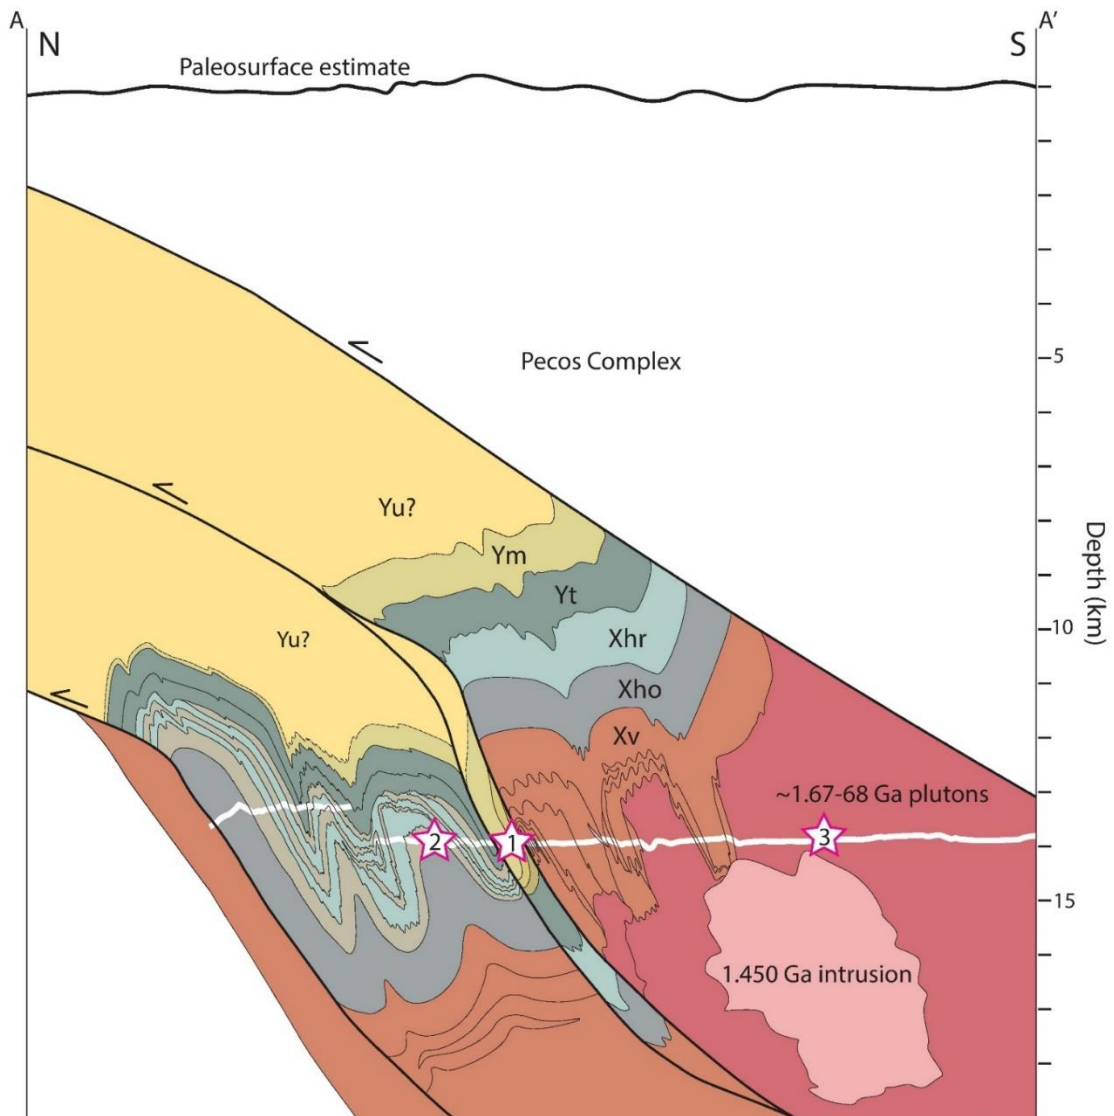 A
A'
N
S
Paleosurface estimate
Pecos Complex
5
Yu?
Ym
Yt
Depth (km)
Yu?
Xhr
10
Xho
Xv
~1.67-68 Ga plutons
2
1
3
15
1.450 Ga intrusion